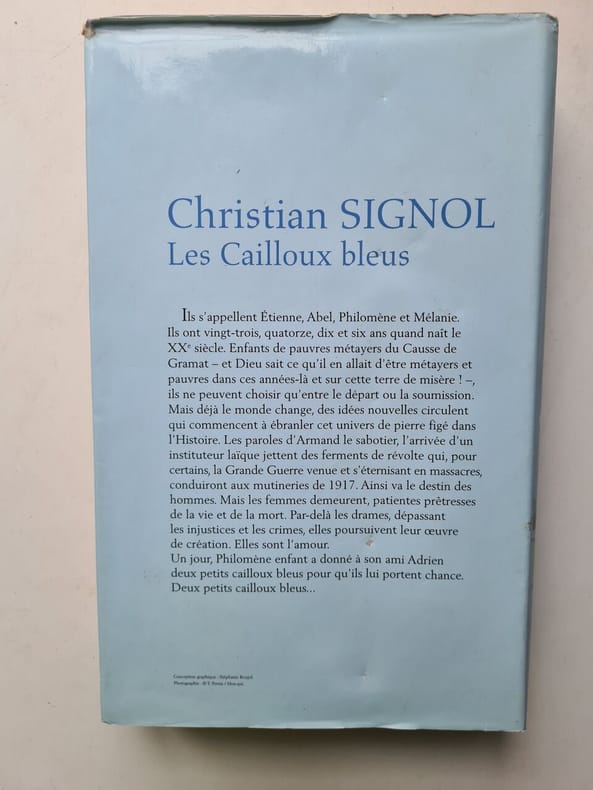 Christian SIGNOL
Les Cailloux bleus
Ils s'appellent Étienne, Abel, Philomène et Mélanie.
Ils ont vingt-trois, quatorze, dix et six ans quand naît le
XXe siècle. Enfants de pauvres métayers du Causse de
Gramat – et Dieu sait ce qu'il en allait d'être métayers et
pauvres dans ces années-là et sur cette terre de misère ! –,
ils ne peuvent choisir qu'entre le départ ou la soumission.
Mais déjà le monde change, des idées nouvelles circulent
qui commencent à ébranler cet univers de pierre figé dans
l'Histoire. Les paroles d'Armand le sabotier, l'arrivée d'un
instituteur laïque jettent des ferments de révolte qui, pour
certains, la Grande Guerre venue et s'éternisant en massacres,
conduiront aux mutineries de 1917. Ainsi va le destin des
hommes. Mais les femmes demeurent, patientes prêtresses
de la vie et de la mort. Par-delà les drames, dépassant
les injustices et les crimes, elles poursuivent leur œuvre
de création. Elles sont l'amour.
Un jour, Philomène enfant a donné à son ami Adrien
deux petits cailloux bleus pour qu'ils lui portent chance.
Deux petits cailloux bleus...
Conception graphique : Stéphanie
Photographie :